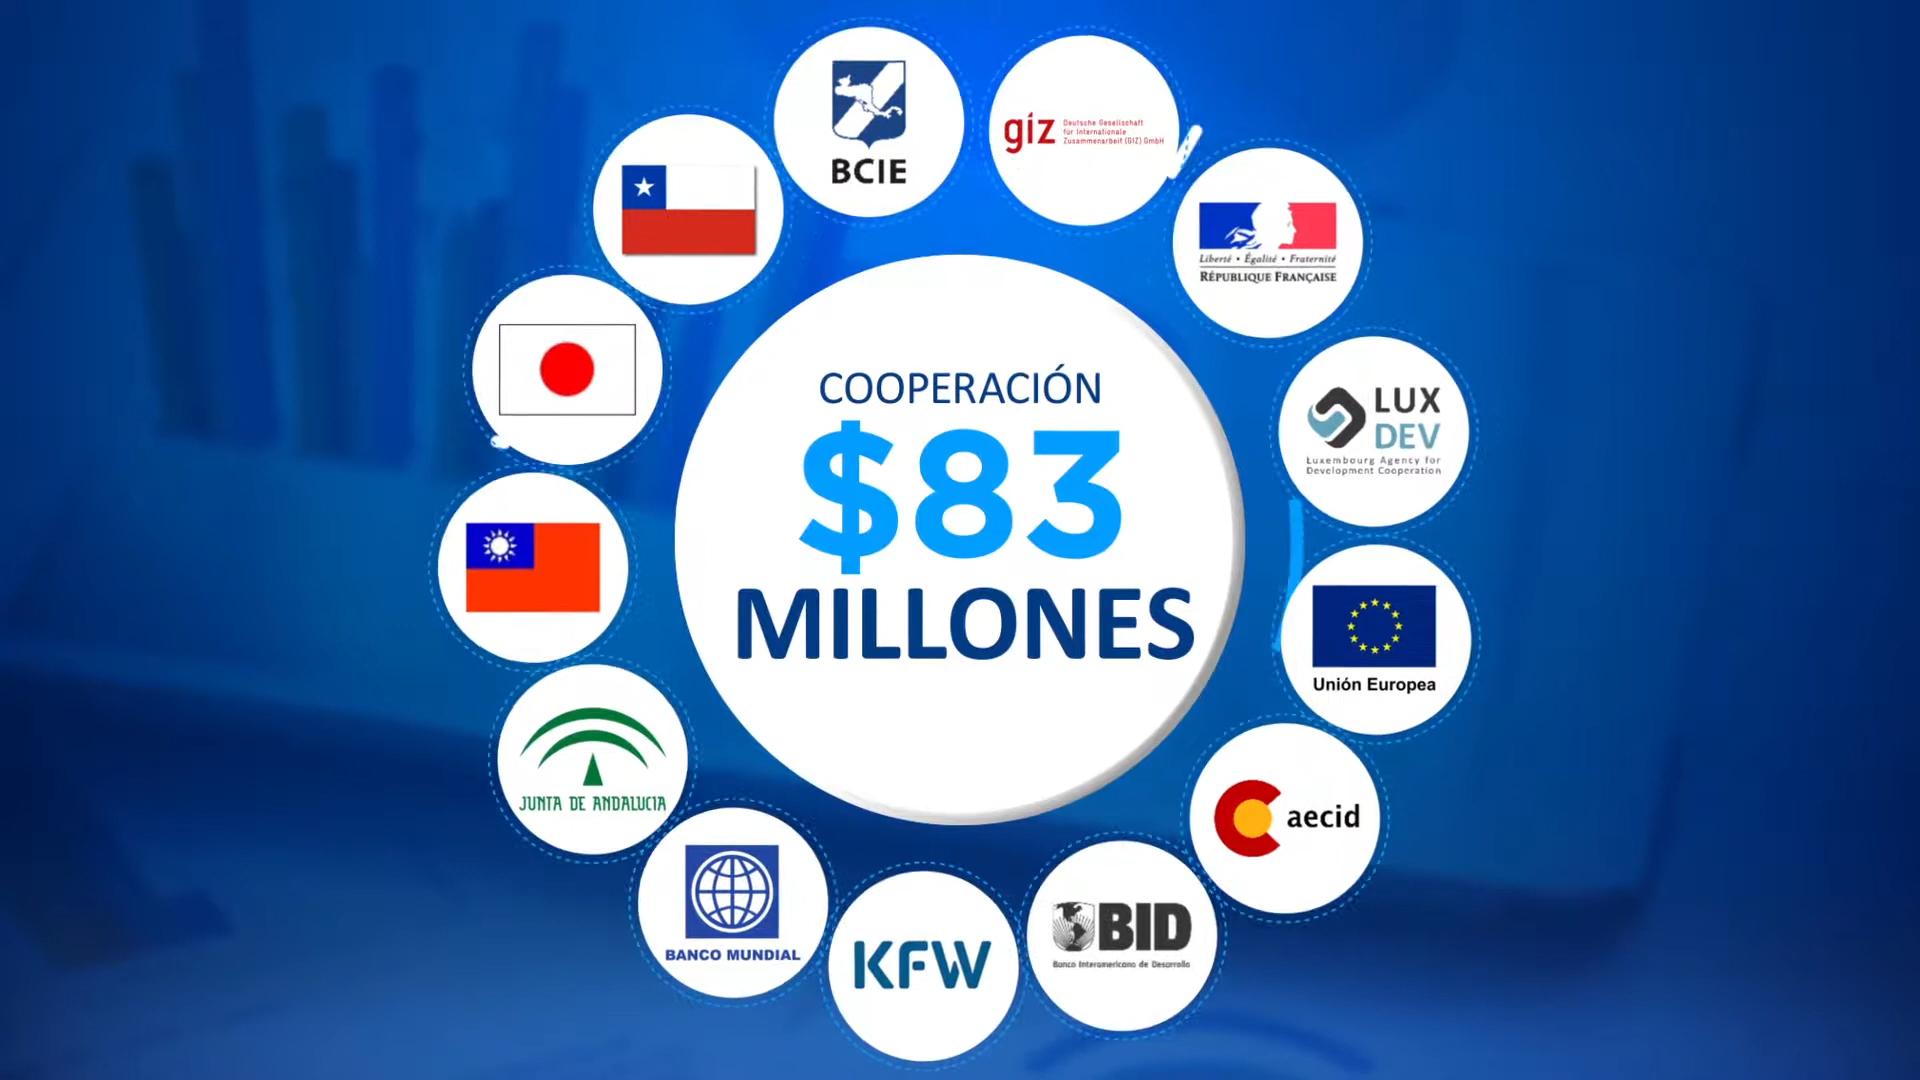 COOPERACIÓN
$83
MILLONES
BCIE
giz
Deutsche Gesellschaft
für Internationale
Zusammenarbeit (GIZ) GmbH
Liberté • Égalité • Fraternité
RÉPUBLIQUE FRANÇAISE
LUX
DEV
Luxembourg Agency for
Development Cooperation
Unión Europea
aecid
BID
Banco Interamericano de Desarrollo
KFW
BANCO MUNDIAL
JUNTA DE ANDALUCIA